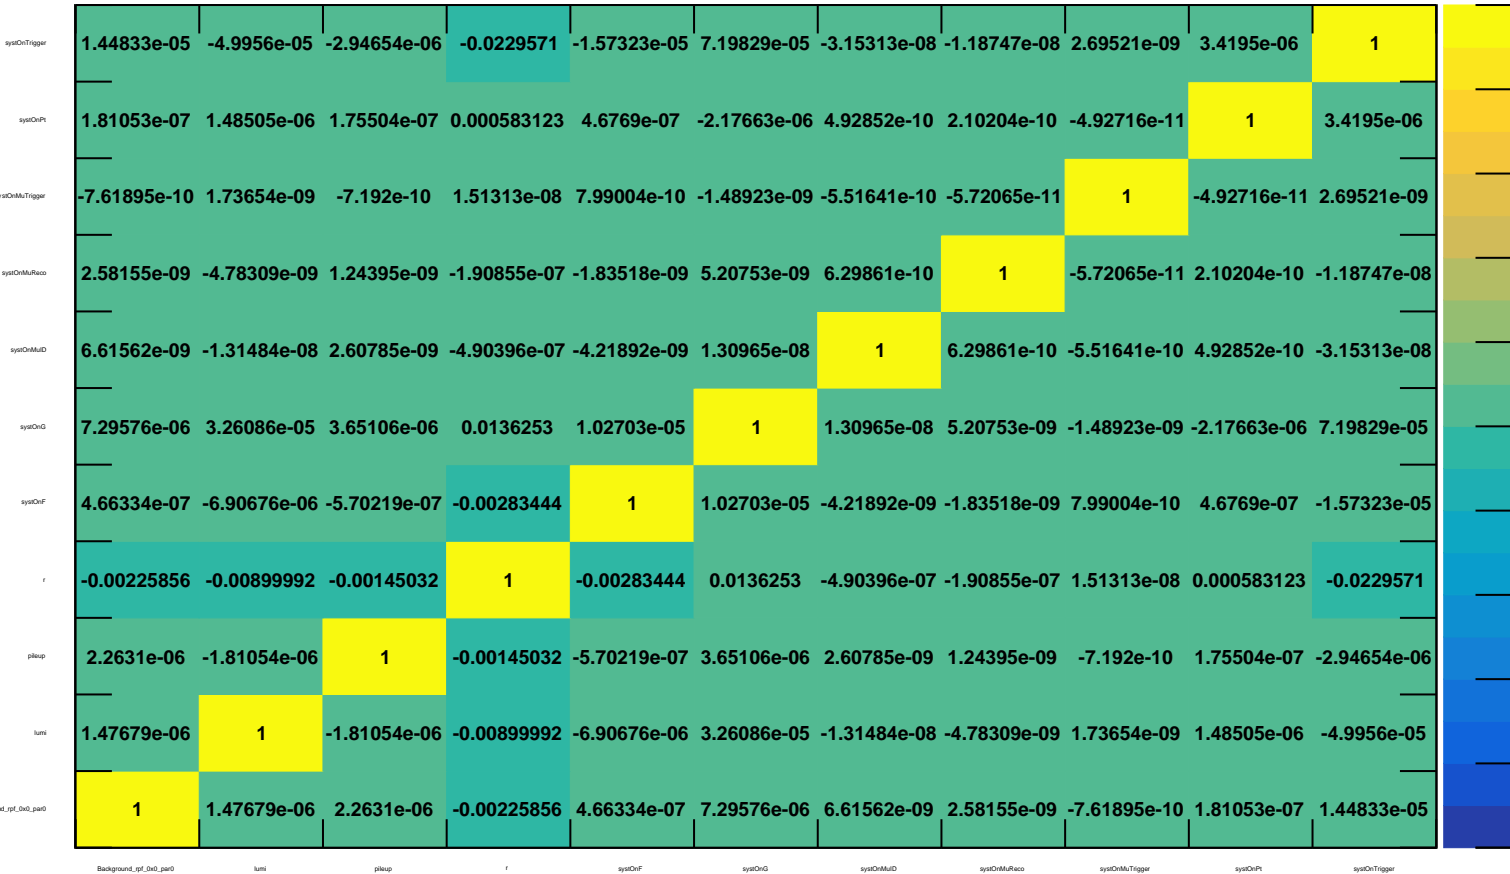 systOnTrigger 1.44833e-05 -4.9956e-05 -2.94654e-06 -0.0229571 -1.57323e-05 7.19829e-05 -3.15313e-08 -1.18747e-08 2.69521e-09 3.4195e-06 1
systOnPt 1.81053e-07 1.48505e-06 1.75504e-07 0.000583123 4.6769e-07 -2.17663e-06 4.92852e-10 2.10204e-10 -4.92716e-11 1 3.4195e-06
ystOnMuTrigger -7.61895e-10 1.73654e-09 -7.192e-10 1.51313e-08 7.99004e-10 -1.48923e-09 -5.51641e-10 -5.72065e-11 1 -4.92716e-11 2.69521e-09
systOnMuReco 2.58155e-09 -4.78309e-09 1.24395e-09 -1.90855e-07 -1.83518e-09 5.20753e-09 6.29861e-10 1 -5.72065e-11 2.10204e-10 -1.18747e-08
systOnMuID 6.61562e-09 -1.31484e-08 2.60785e-09 -4.90396e-07 -4.21892e-09 1.30965e-08 1 6.29861e-10 -5.51641e-10 4.92852e-10 -3.15313e-08
systOnG 7.29576e-06 3.26086e-05 3.65106e-06 0.0136253 1.02703e-05 1 1.30965e-08 5.20753e-09 -1.48923e-09 -2.17663e-06 7.19829e-05
systOnF 4.66334e-07 -6.90676e-06 -5.70219e-07 -0.00283444 1 1.02703e-05 -4.21892e-09 -1.83518e-09 7.99004e-10 4.6769e-07 -1.57323e-05
r -0.00225856 -0.00899992 -0.00145032 1 -0.00283444 0.0136253 -4.90396e-07 -1.90855e-07 1.51313e-08 0.000583123 -0.0229571
pileup 2.2631e-06 -1.81054e-06 1 -0.00145032 -5.70219e-07 3.65106e-06 2.60785e-09 1.24395e-09 -7.192e-10 1.75504e-07 -2.94654e-06
lumi 1.47679e-06 1 -1.81054e-06 -0.00899992 -6.90676e-06 3.26086e-05 -1.31484e-08 -4.78309e-09 1.73654e-09 1.48505e-06 -4.9956e-05
d_rpf_0x0_par0 1 1.47679e-06 2.2631e-06 -0.00225856 4.66334e-07 7.29576e-06 6.61562e-09 2.58155e-09 -7.61895e-10 1.81053e-07 1.44833e-05
Background_rpf_0x0_par0 lumi pileup r systOnF systOnG systOnMuID systOnMuReco systOnMuTrigger systOnPt systOnTrigger